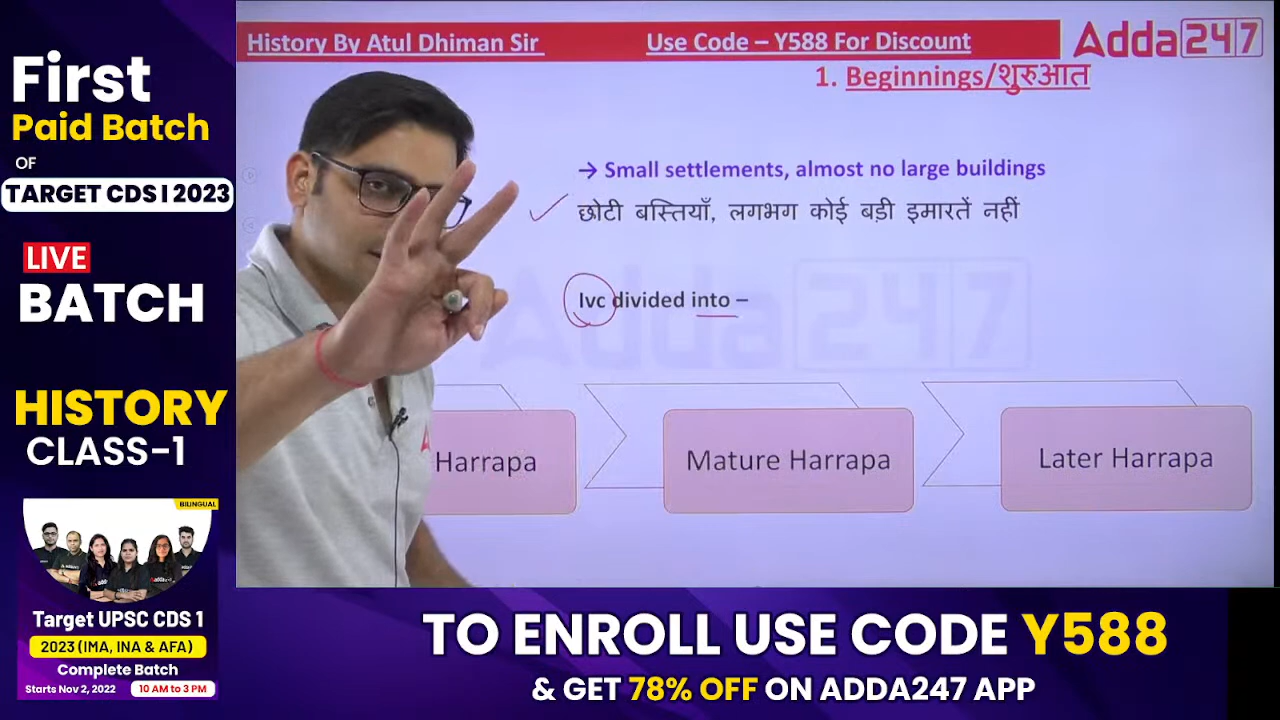 First
Paid Batch
OF
TARGET CDS I 2023
LIVE
BATCH
HISTORY
CLASS-1
BILINGUAL
Target UPSC CDS 1
2023 (IMA, INA & AFA)
Complete Batch
Starts Nov 2, 2022 10 AM to 3 PM
History By Atul Dhiman Sir Use Code – Y588 For Discount
Adda247
1. Beginnings/शुरुआत
→ Small settlements, almost no large buildings
छोटी बस्तियाँ, लगभग कोई बड़ी इमारतें नहीं
Ivc divided into –
Adda247
Harrapa
Mature Harrapa
Later Harrapa
TO ENROLL USE CODE Y588
& GET 78% OFF ON ADDA247 APP